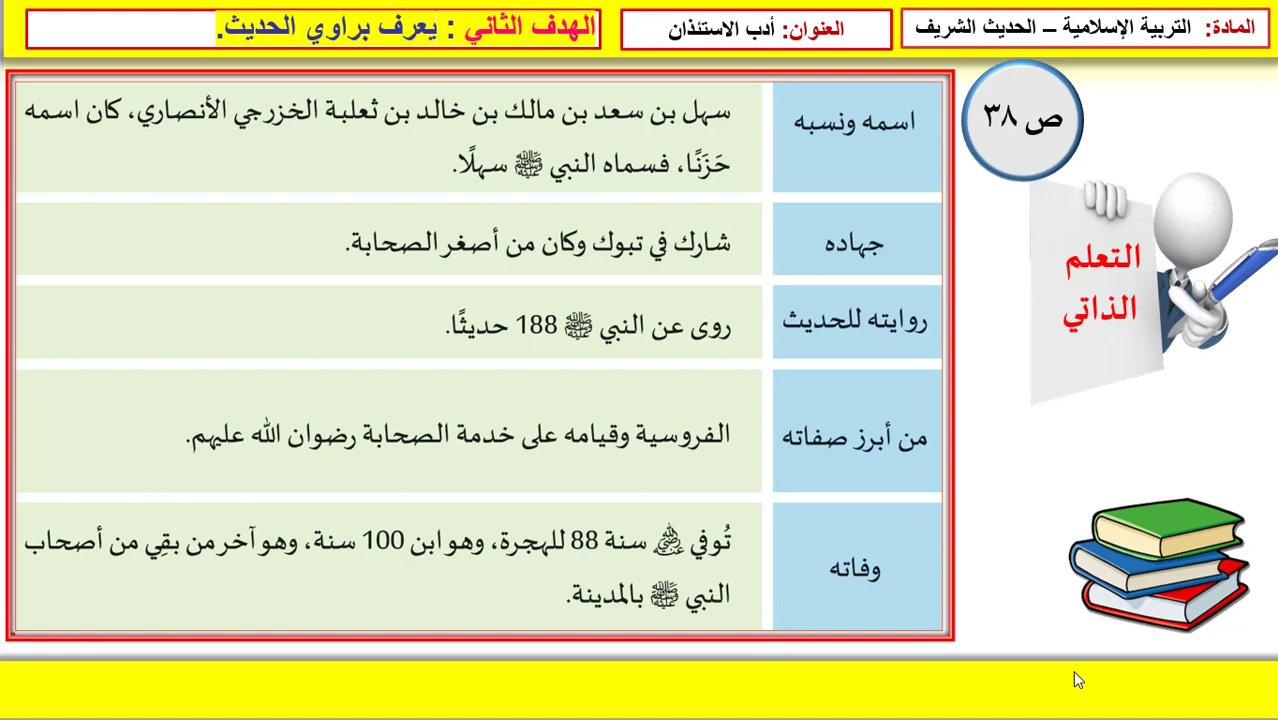 المادة: التربية الإسلامية – الحديث الشريف
العنوان: أدب الاستئذان
الهدف الثاني : يعرف براوي الحديث.
ص ٣٨
التعلم
الذاتي
اسمه ونسبه
سهل بن سعد بن مالك بن خالد بن ثعلبة الخزرجي الأنصاري، كان اسمه
حَزَنًا، فسماه النبي ﷺ سهلًا.
جهاده
شارك في تبوك وكان من أصغر الصحابة.
روايته للحديث
روى عن النبي ﷺ 188 حديثًا.
من أبرز صفاته
الفروسية وقيامه على خدمة الصحابة رضوان الله عليهم.
وفاته
تُوفي رضي الله عنه سنة 88 للهجرة، وهو ابن 100 سنة، وهو آخر من بقِي من أصحاب
النبي ﷺ بالمدينة.